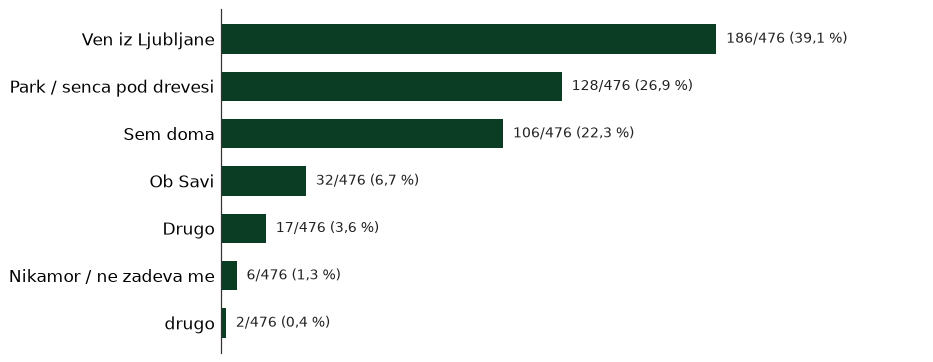 Ven iz Ljubljane 186/476 (39,1 %)
Park / senca pod drevesi 128/476 (26,9 %)
Sem doma 106/476 (22,3 %)
Ob Savi 32/476 (6,7 %)
Drugo 17/476 (3,6 %)
Nikamor / ne zadeva me 6/476 (1,3 %)
drugo 2/476 (0,4 %)